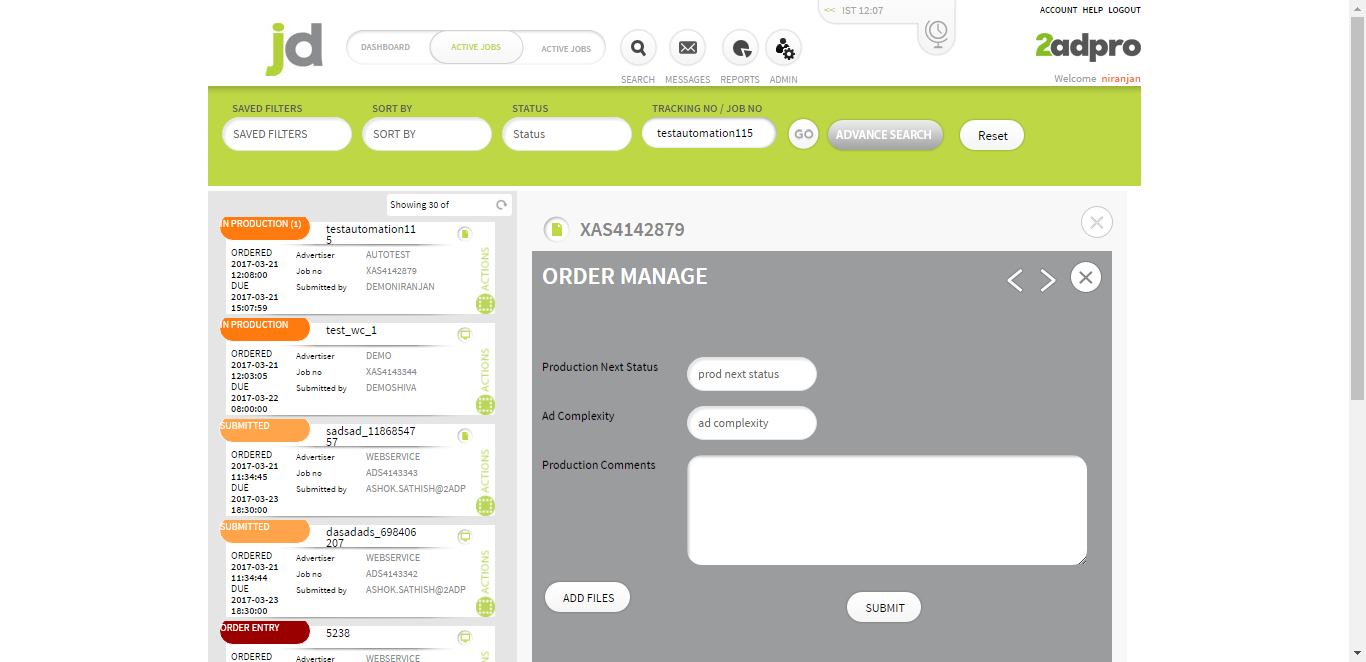 << IST 12:07
ACCOUNT HELP LOGOUT
jd
DASHBOARD
ACTIVE JOBS
ACTIVE JOBS
SEARCH
MESSAGES
REPORTS
ADMIN
2adpro
Welcome niranjan
SAVED FILTERS
SORT BY
STATUS
TRACKING NO / JOB NO
SAVED FILTERS
SORT BY
Status
testautomation115
GO
ADVANCE SEARCH
Reset
Showing 30 of
IN PRODUCTION (1)
testautomation11
5
ORDERED
2017-03-21
12:08:00
DUE
2017-03-21
15:07:59
Advertiser AUTOTEST
Job no XAS4142879
Submitted by DEMONIRANJAN
ACTIONS
IN PRODUCTION
test_wc_1
ORDERED
2017-03-21
12:03:05
DUE
2017-03-22
08:00:00
Advertiser DEMO
Job no XAS4143344
Submitted by DEMOSHIVA
ACTIONS
SUBMITTED
sadsad_11868547
57
ORDERED
2017-03-21
11:34:45
DUE
2017-03-23
18:30:00
Advertiser WEBSERVICE
Job no ADS4143343
Submitted by ASHOK.SATHISH@2ADP
ACTIONS
SUBMITTED
dasadads_698406
207
ORDERED
2017-03-21
11:34:44
DUE
2017-03-23
18:30:00
Advertiser WEBSERVICE
Job no ADS4143342
Submitted by ASHOK.SATHISH@2ADP
ACTIONS
ORDER ENTRY
5238
ORDERED
Advertiser WEBSERVICE
XAS4142879
ORDER MANAGE
Production Next Status
prod next status
Ad Complexity
ad complexity
Production Comments
ADD FILES
SUBMIT